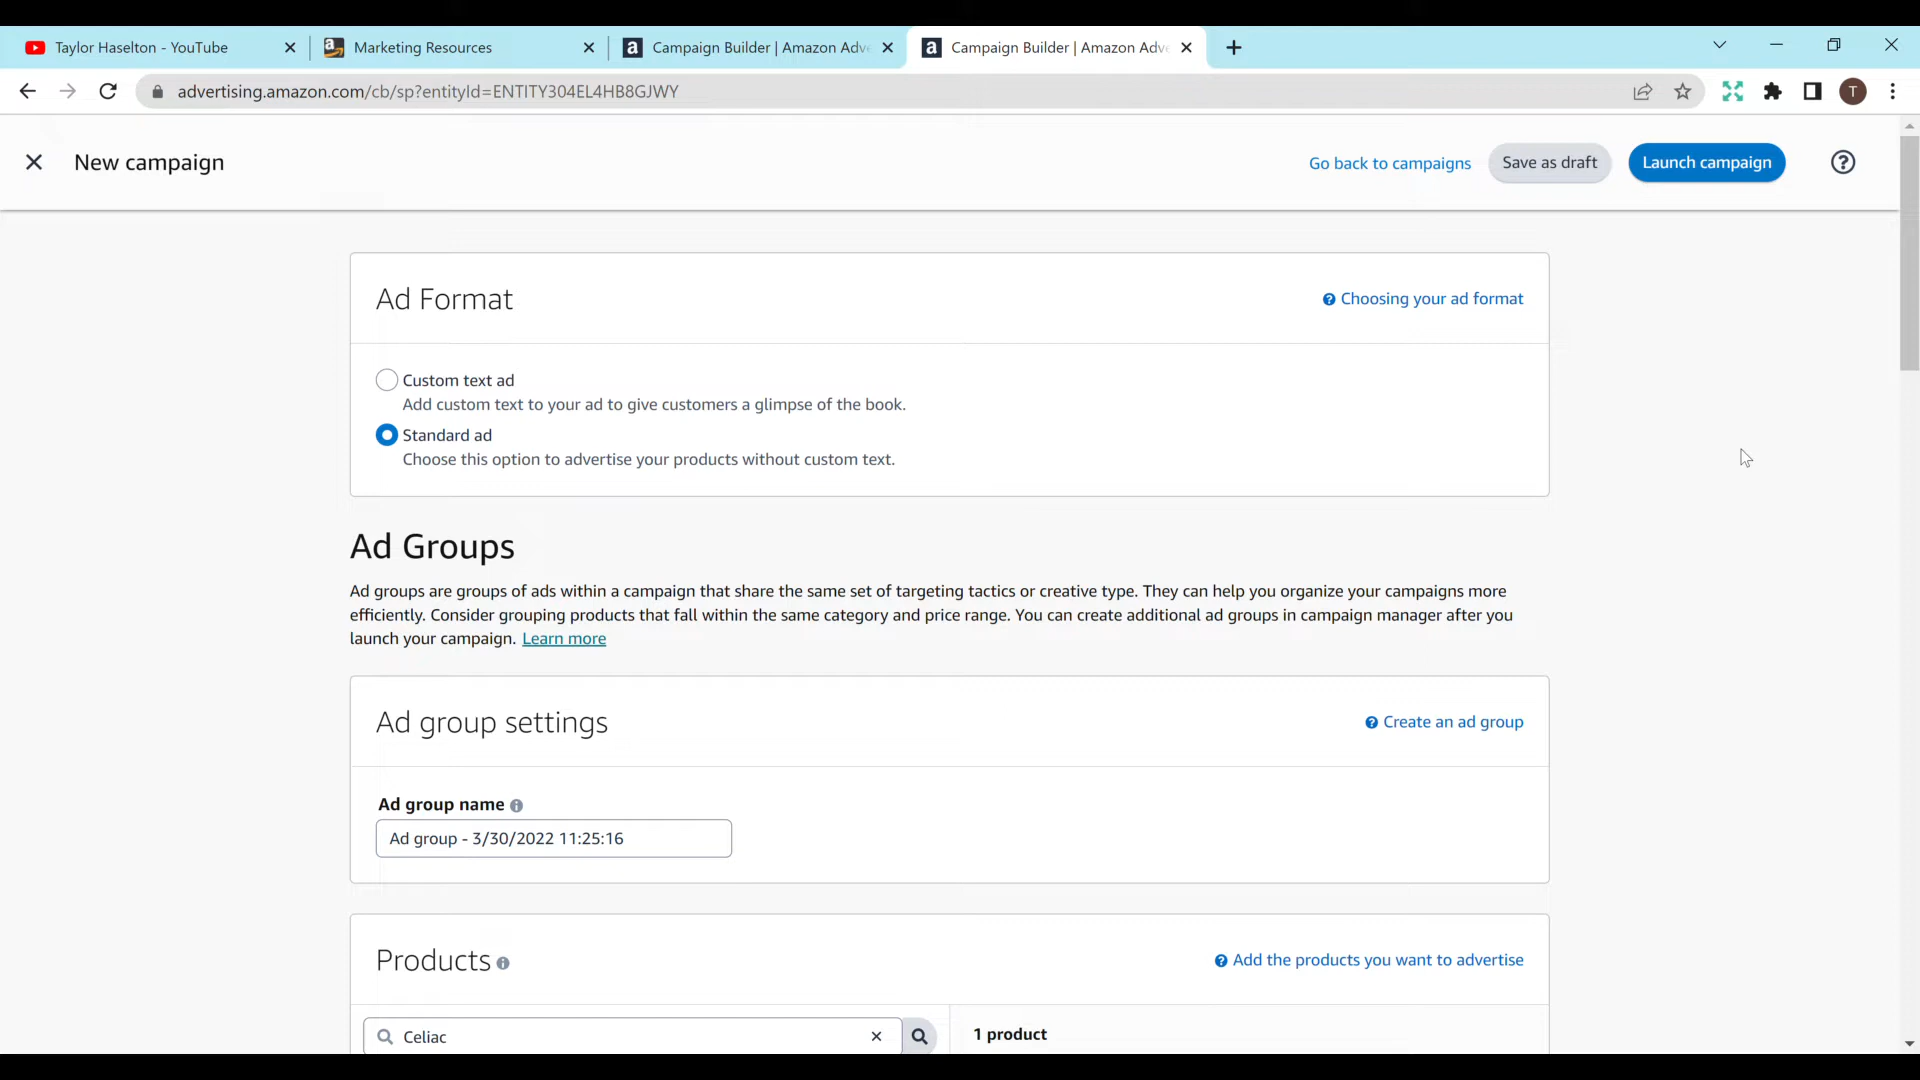 Taylor Haselton - YouTube
Marketing Resources
Campaign Builder | Amazon Adve
Campaign Builder | Amazon Adve
advertising.amazon.com/cb/sp?entityId=ENTITY304EL4HB8GJWY
T
New campaign
Go back to campaigns
Save as draft
Launch campaign
Ad Format
Choosing your ad format
Custom text ad
Add custom text to your ad to give customers a glimpse of the book.
Standard ad
Choose this option to advertise your products without custom text.
Ad Groups
Ad groups are groups of ads within a campaign that share the same set of targeting tactics or creative type. They can help you organize your campaigns more
efficiently. Consider grouping products that fall within the same category and price range. You can create additional ad groups in campaign manager after you
launch your campaign. Learn more
Ad group settings
Create an ad group
Ad group name
Ad group - 3/30/2022 11:25:16
Products
Add the products you want to advertise
Celiac
1 product